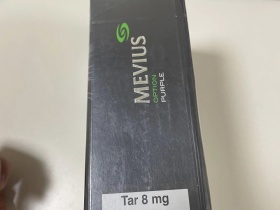 MEVIUS
OPTION
PURPLE
Tar 8 mg